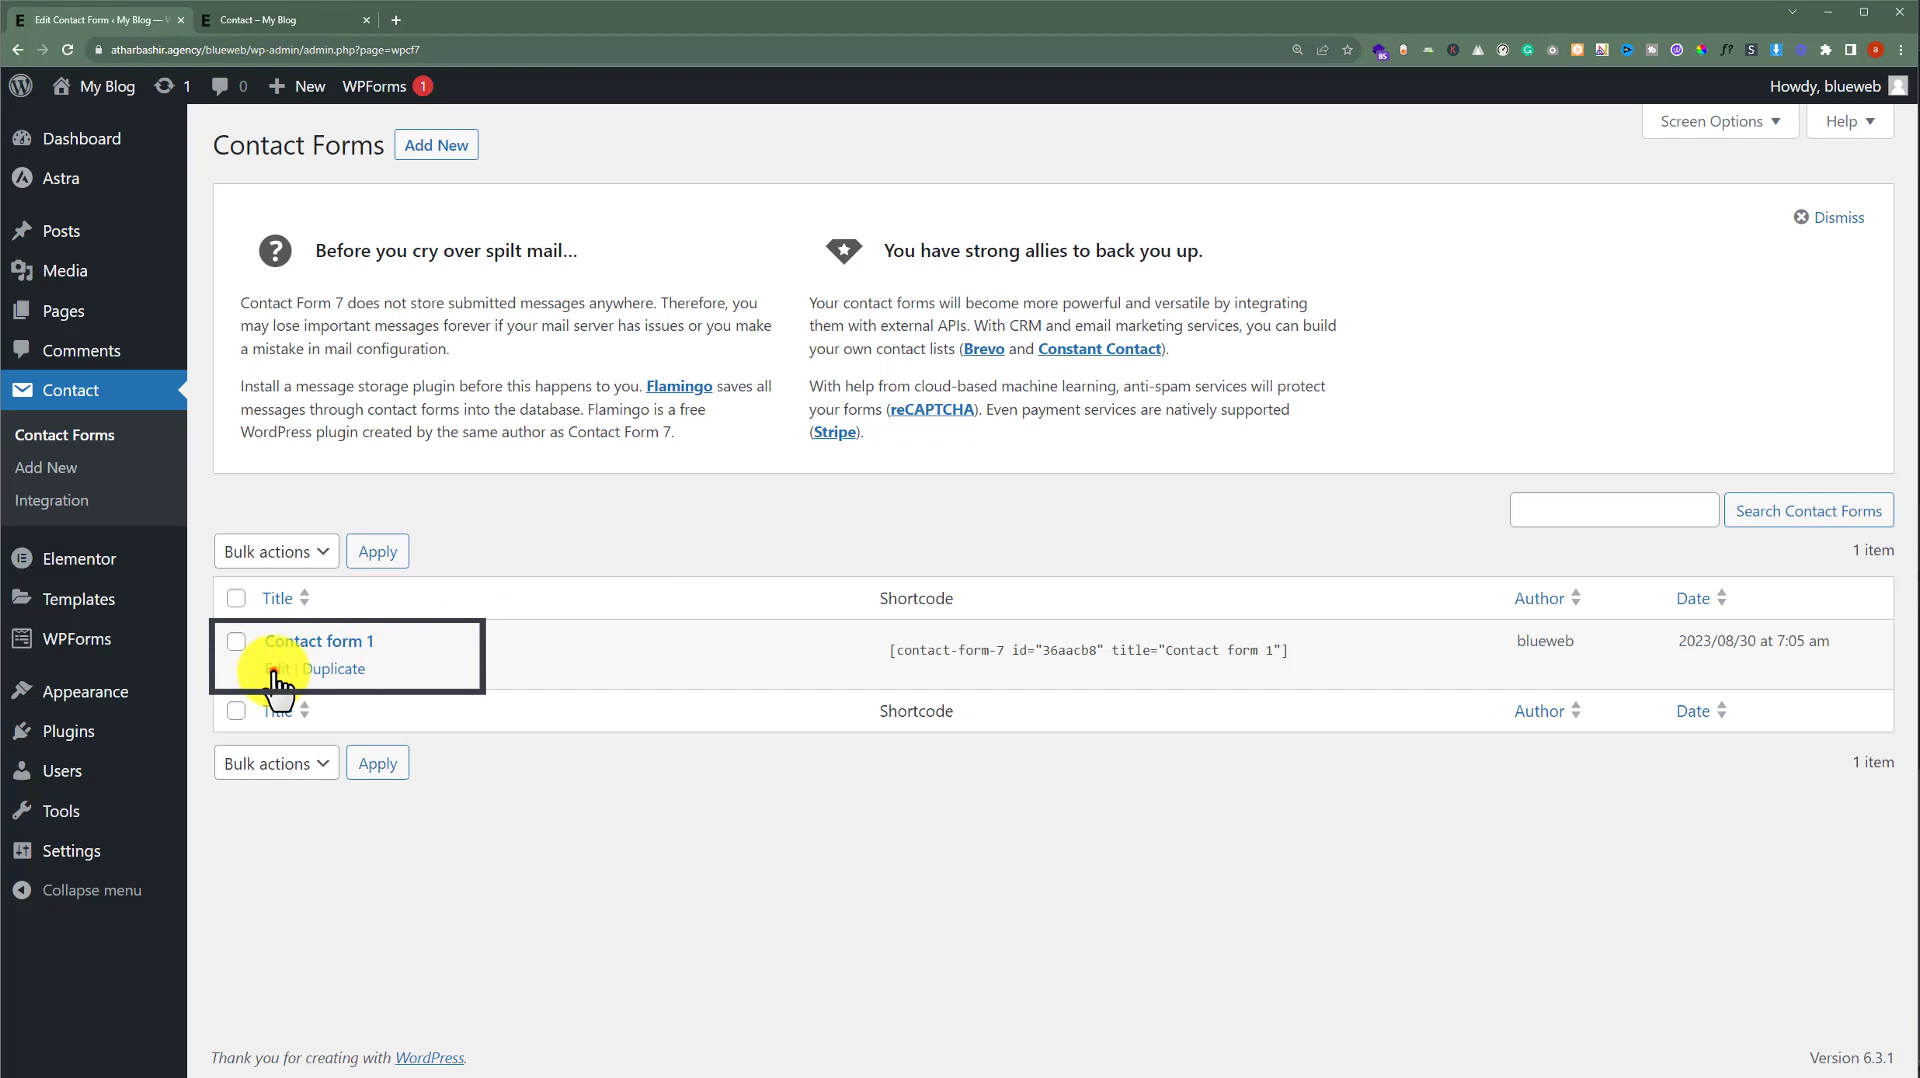 Edit Contact Form ‹ My Blog — W
Contact – My Blog
atharbashir.agency/blueweb/wp-admin/admin.php?page=wpcf7
85
My Blog
1
0
New
WPForms 1
Howdy, blueweb
Dashboard
Astra
Posts
Media
Pages
Comments
Contact
Contact Forms
Add New
Integration
Elementor
Templates
WPForms
Appearance
Plugins
Users
Tools
Settings
Collapse menu
Screen Options
Help
Contact Forms
Add New
Dismiss
Before you cry over spilt mail…
Contact Form 7 does not store submitted messages anywhere. Therefore, you
may lose important messages forever if your mail server has issues or you make
a mistake in mail configuration.
Install a message storage plugin before this happens to you. Flamingo saves all
messages through contact forms into the database. Flamingo is a free
WordPress plugin created by the same author as Contact Form 7.
You have strong allies to back you up.
Your contact forms will become more powerful and versatile by integrating
them with external APIs. With CRM and email marketing services, you can build
your own contact lists (Brevo and Constant Contact).
With help from cloud-based machine learning, anti-spam services will protect
your forms (reCAPTCHA). Even payment services are natively supported
(Stripe).
Search Contact Forms
Bulk actions
Apply
1 item
Title
Shortcode
Author
Date
Contact form 1
Edit | Duplicate
[contact-form-7 id="36aacb8" title="Contact form 1"]
blueweb
2023/08/30 at 7:05 am
Title
Shortcode
Author
Date
Bulk actions
Apply
1 item
Thank you for creating with WordPress.
Version 6.3.1